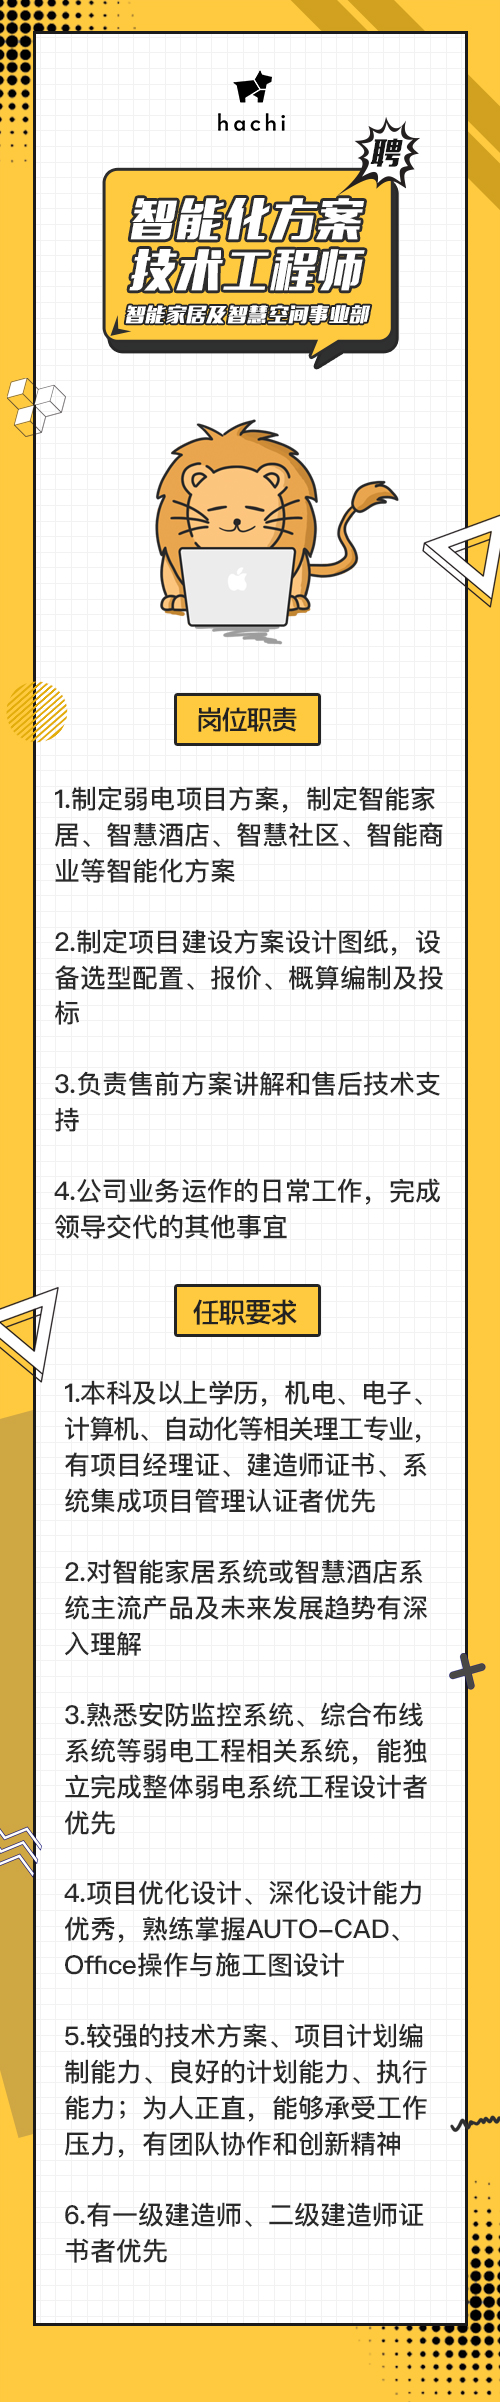 hachi
聘
智能化方案
技术工程师
智能家居及智慧空间事业部
岗位职责
1.制定弱电项目方案，制定智能家
居、智慧酒店、智慧社区、智能商
业等智能化方案
2.制定项目建设方案设计图纸，设
备选型配置、报价、概算编制及投
标
3.负责售前方案讲解和售后技术支
持
4.公司业务运作的日常工作，完成
领导交代的其他事宜
任职要求
1.本科及以上学历，机电、电子、
计算机、自动化等相关理工专业，
有项目经理证、建造师证书、系
统集成项目管理认证者优先
2.对智能家居系统或智慧酒店系
统主流产品及未来发展趋势有深
入理解
3.熟悉安防监控系统、综合布线
系统等弱电工程相关系统，能独
立完成整体弱电系统工程设计者
优先
4.项目优化设计、深化设计能力
优秀，熟练掌握AUTO-CAD、
Office操作与施工图设计
5.较强的技术方案、项目计划编
制能力、良好的计划能力、执行
能力；为人正直，能够承受工作
压力，有团队协作和创新精神
6.有一级建造师、二级建造师证
书者优先